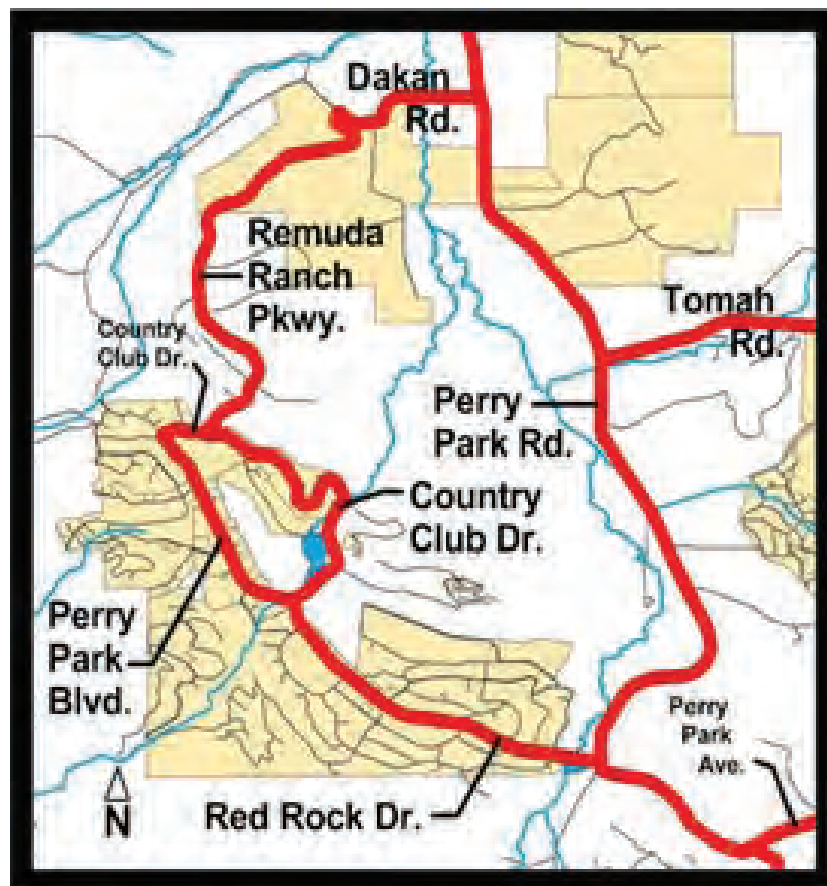 Dakan
Rd.
Remuda
Ranch
Pkwy.
Tomah
Rd.
Country
Club Dr.
Perry
Park Rd.
Country
Club Dr.
Perry
Park
Blvd.
Perry
Park
Ave.
N
Red Rock Dr.